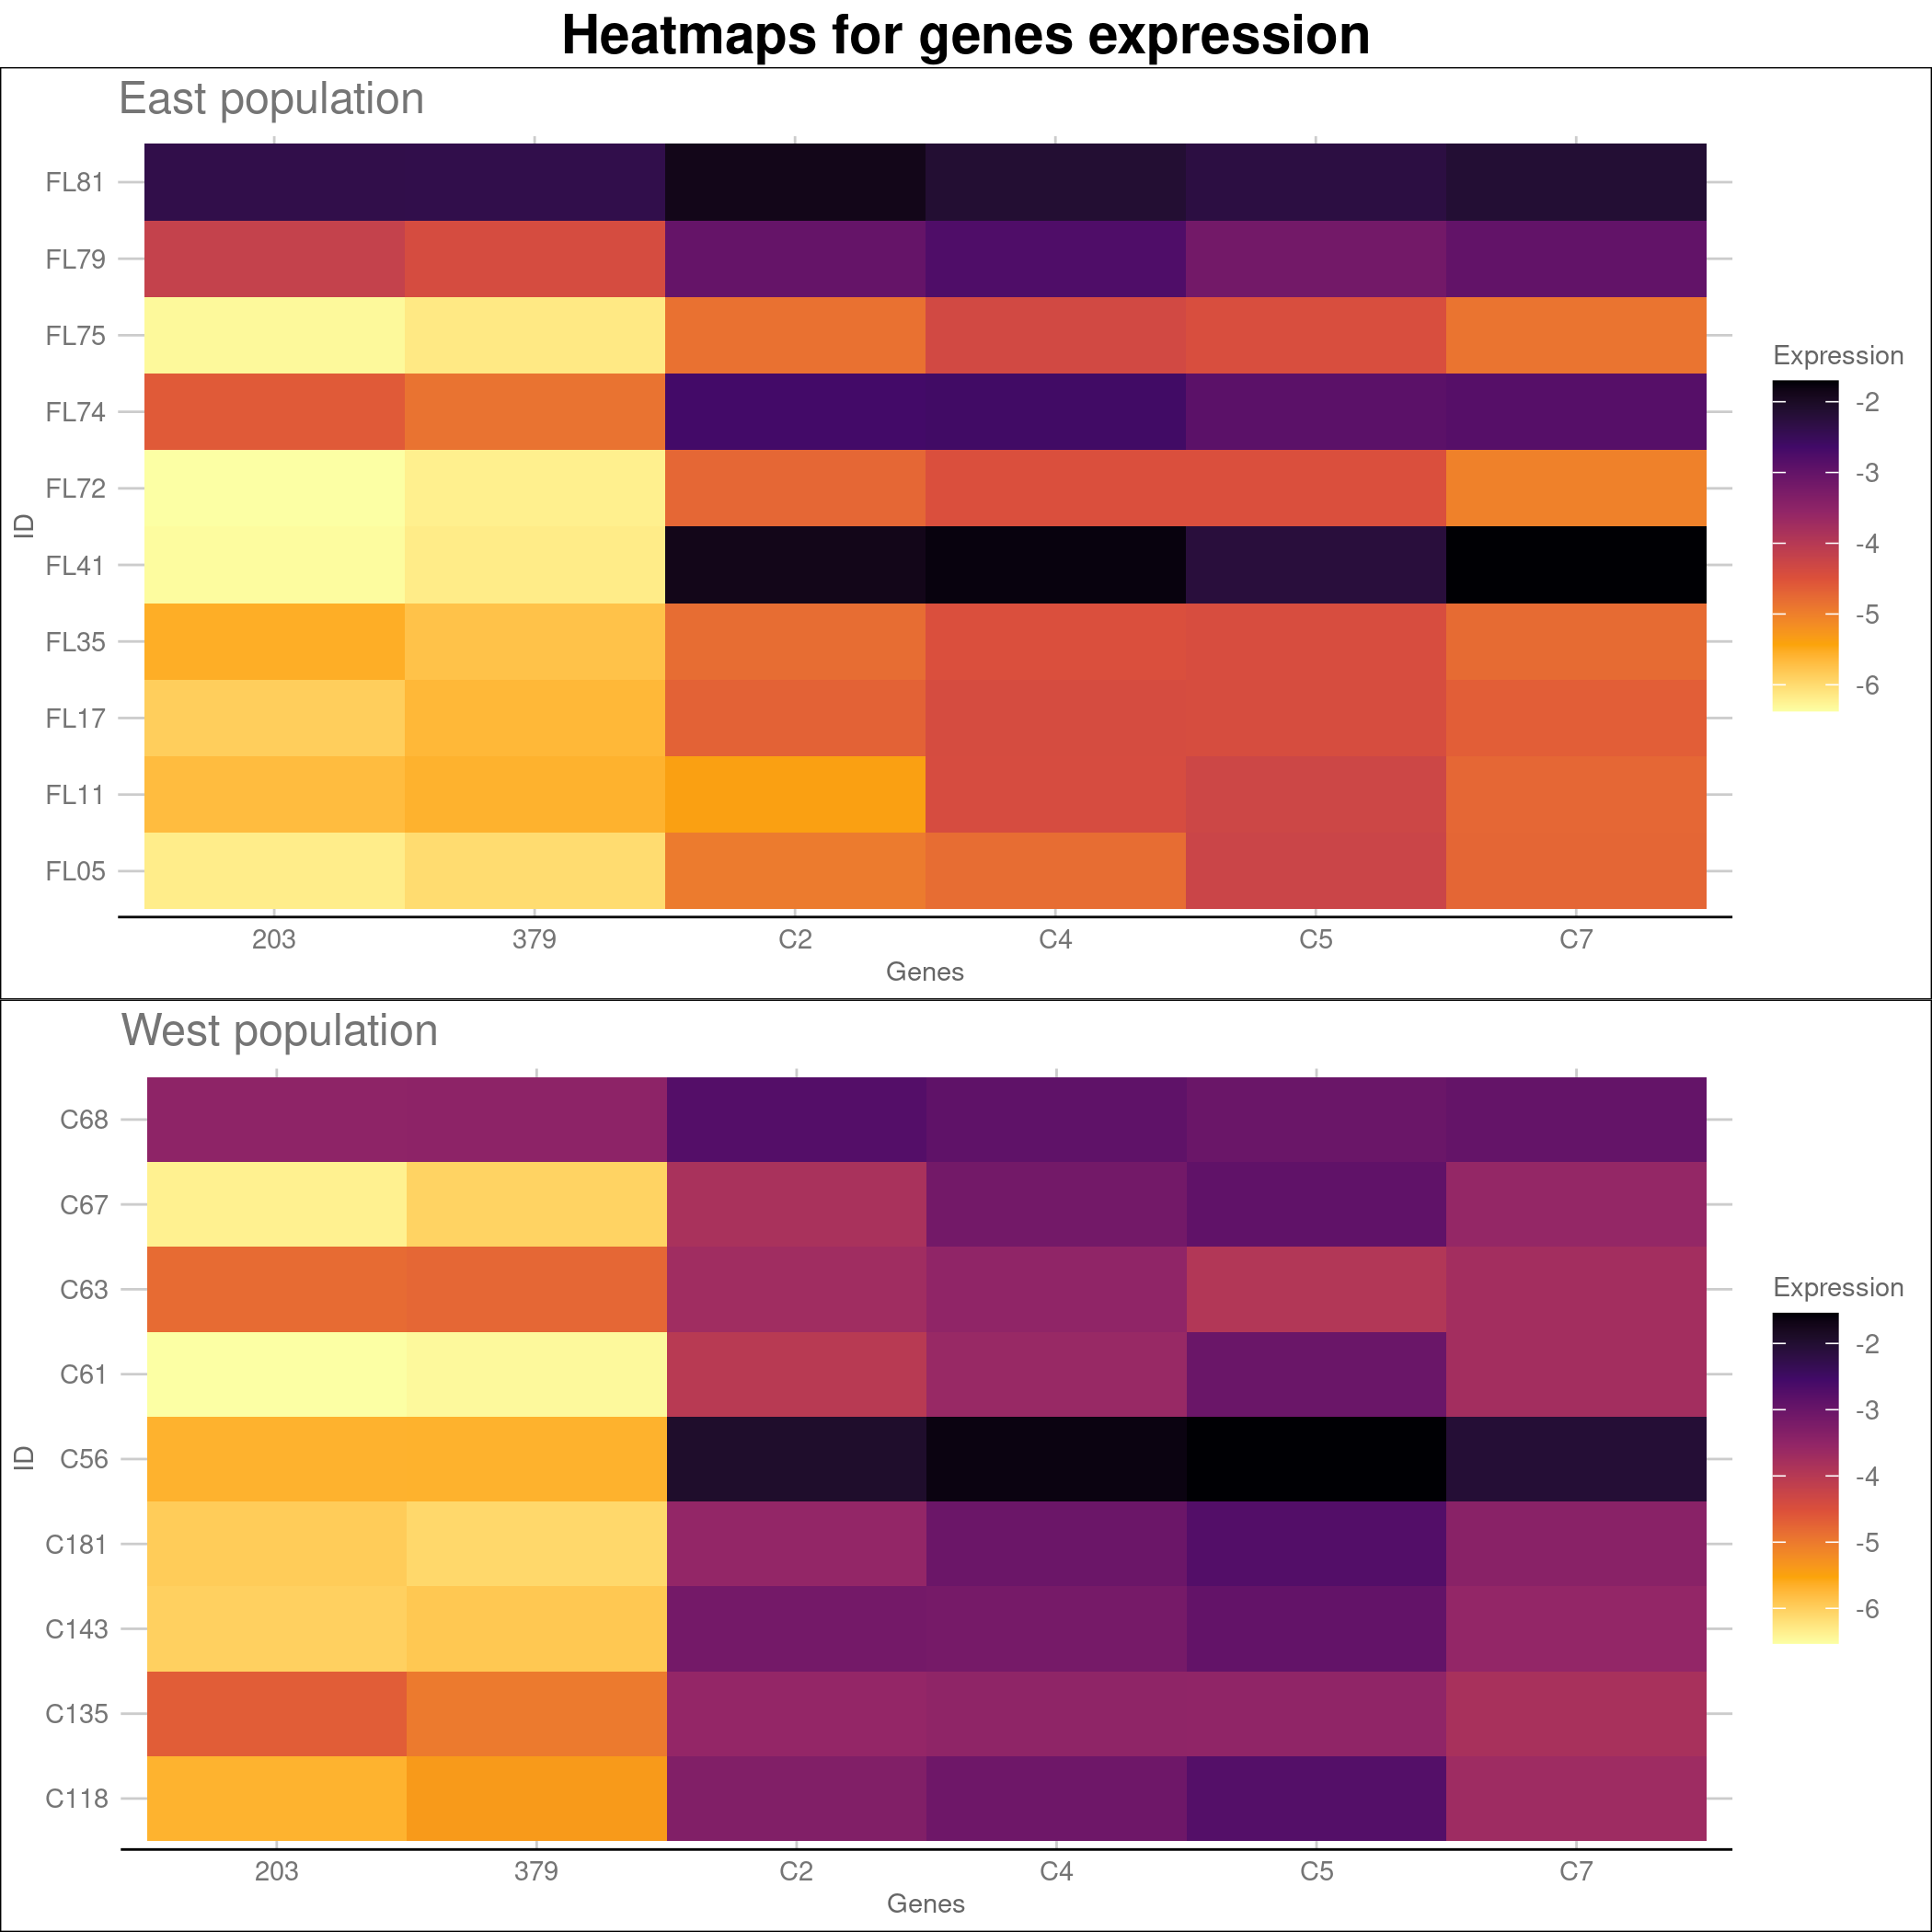 Heatmaps for genes expression
East population
FL81
FL79
FL75
FL74
FL72
FL41
FL35
FL17
FL11
FL05
ID
203 379 C2 C4 C5 C7
Genes
Expression
-2
-3
-4
-5
-6
West population
C68
C67
C63
C61
C56
C181
C143
C135
C118
ID
203 379 C2 C4 C5 C7
Genes
Expression
-2
-3
-4
-5
-6